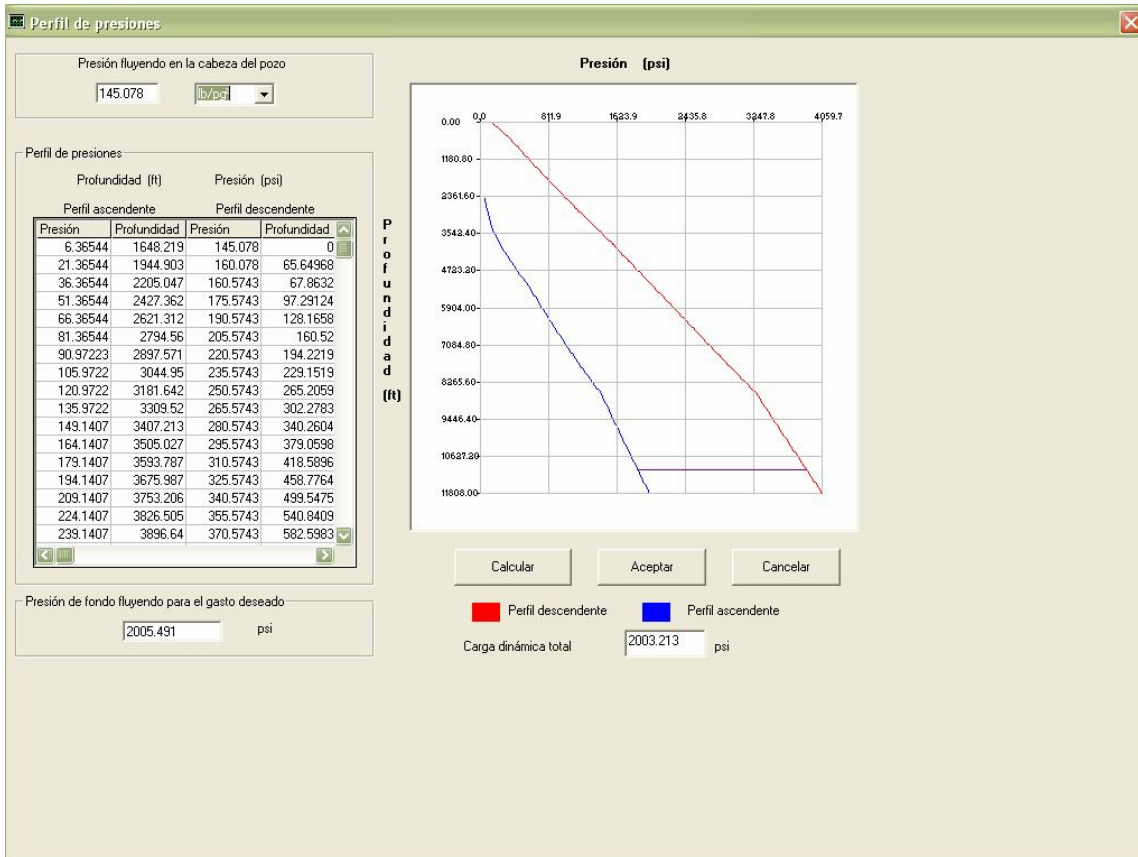 Perfil de presiones
Presión fluyendo en la cabeza del pozo
145.078 lb/pg²
Perfil de presiones
Profundidad (ft) Presión (psi)
Perfil ascendente Perfil descendente
Presión Profundidad Presión Profundidad
6.36544 1648.219 145.078 0
21.36544 1944.903 160.078 65.64968
36.36544 2205.047 160.5743 67.8632
51.36544 2427.362 175.5743 97.29124
66.36544 2621.312 190.5743 128.1658
81.36544 2794.56 205.5743 160.52
90.97223 2897.571 220.5743 194.2219
105.9722 3044.95 235.5743 229.1519
120.9722 3181.642 250.5743 265.2059
135.9722 3309.52 265.5743 302.2783
149.1407 3407.213 280.5743 340.2604
164.1407 3505.027 295.5743 379.0598
179.1407 3593.787 310.5743 418.5896
194.1407 3675.987 325.5743 458.7764
209.1407 3753.206 340.5743 499.5475
224.1407 3826.505 355.5743 540.8409
239.1407 3896.64 370.5743 582.5983
Presión de fondo fluyendo para el gasto deseado
2005.491 psi
Presión (psi)
0.0 811.9 1623.9 2435.8 3247.8 4059.7
0.00
1180.80
2361.60
3542.40
4723.20
5904.00
7084.80
8265.60
9446.40
10627.20
11808.00
Profundidad
(ft)
Calcular Aceptar Cancelar
Perfil descendente Perfil ascendente
Carga dinámica total 2003.213 psi